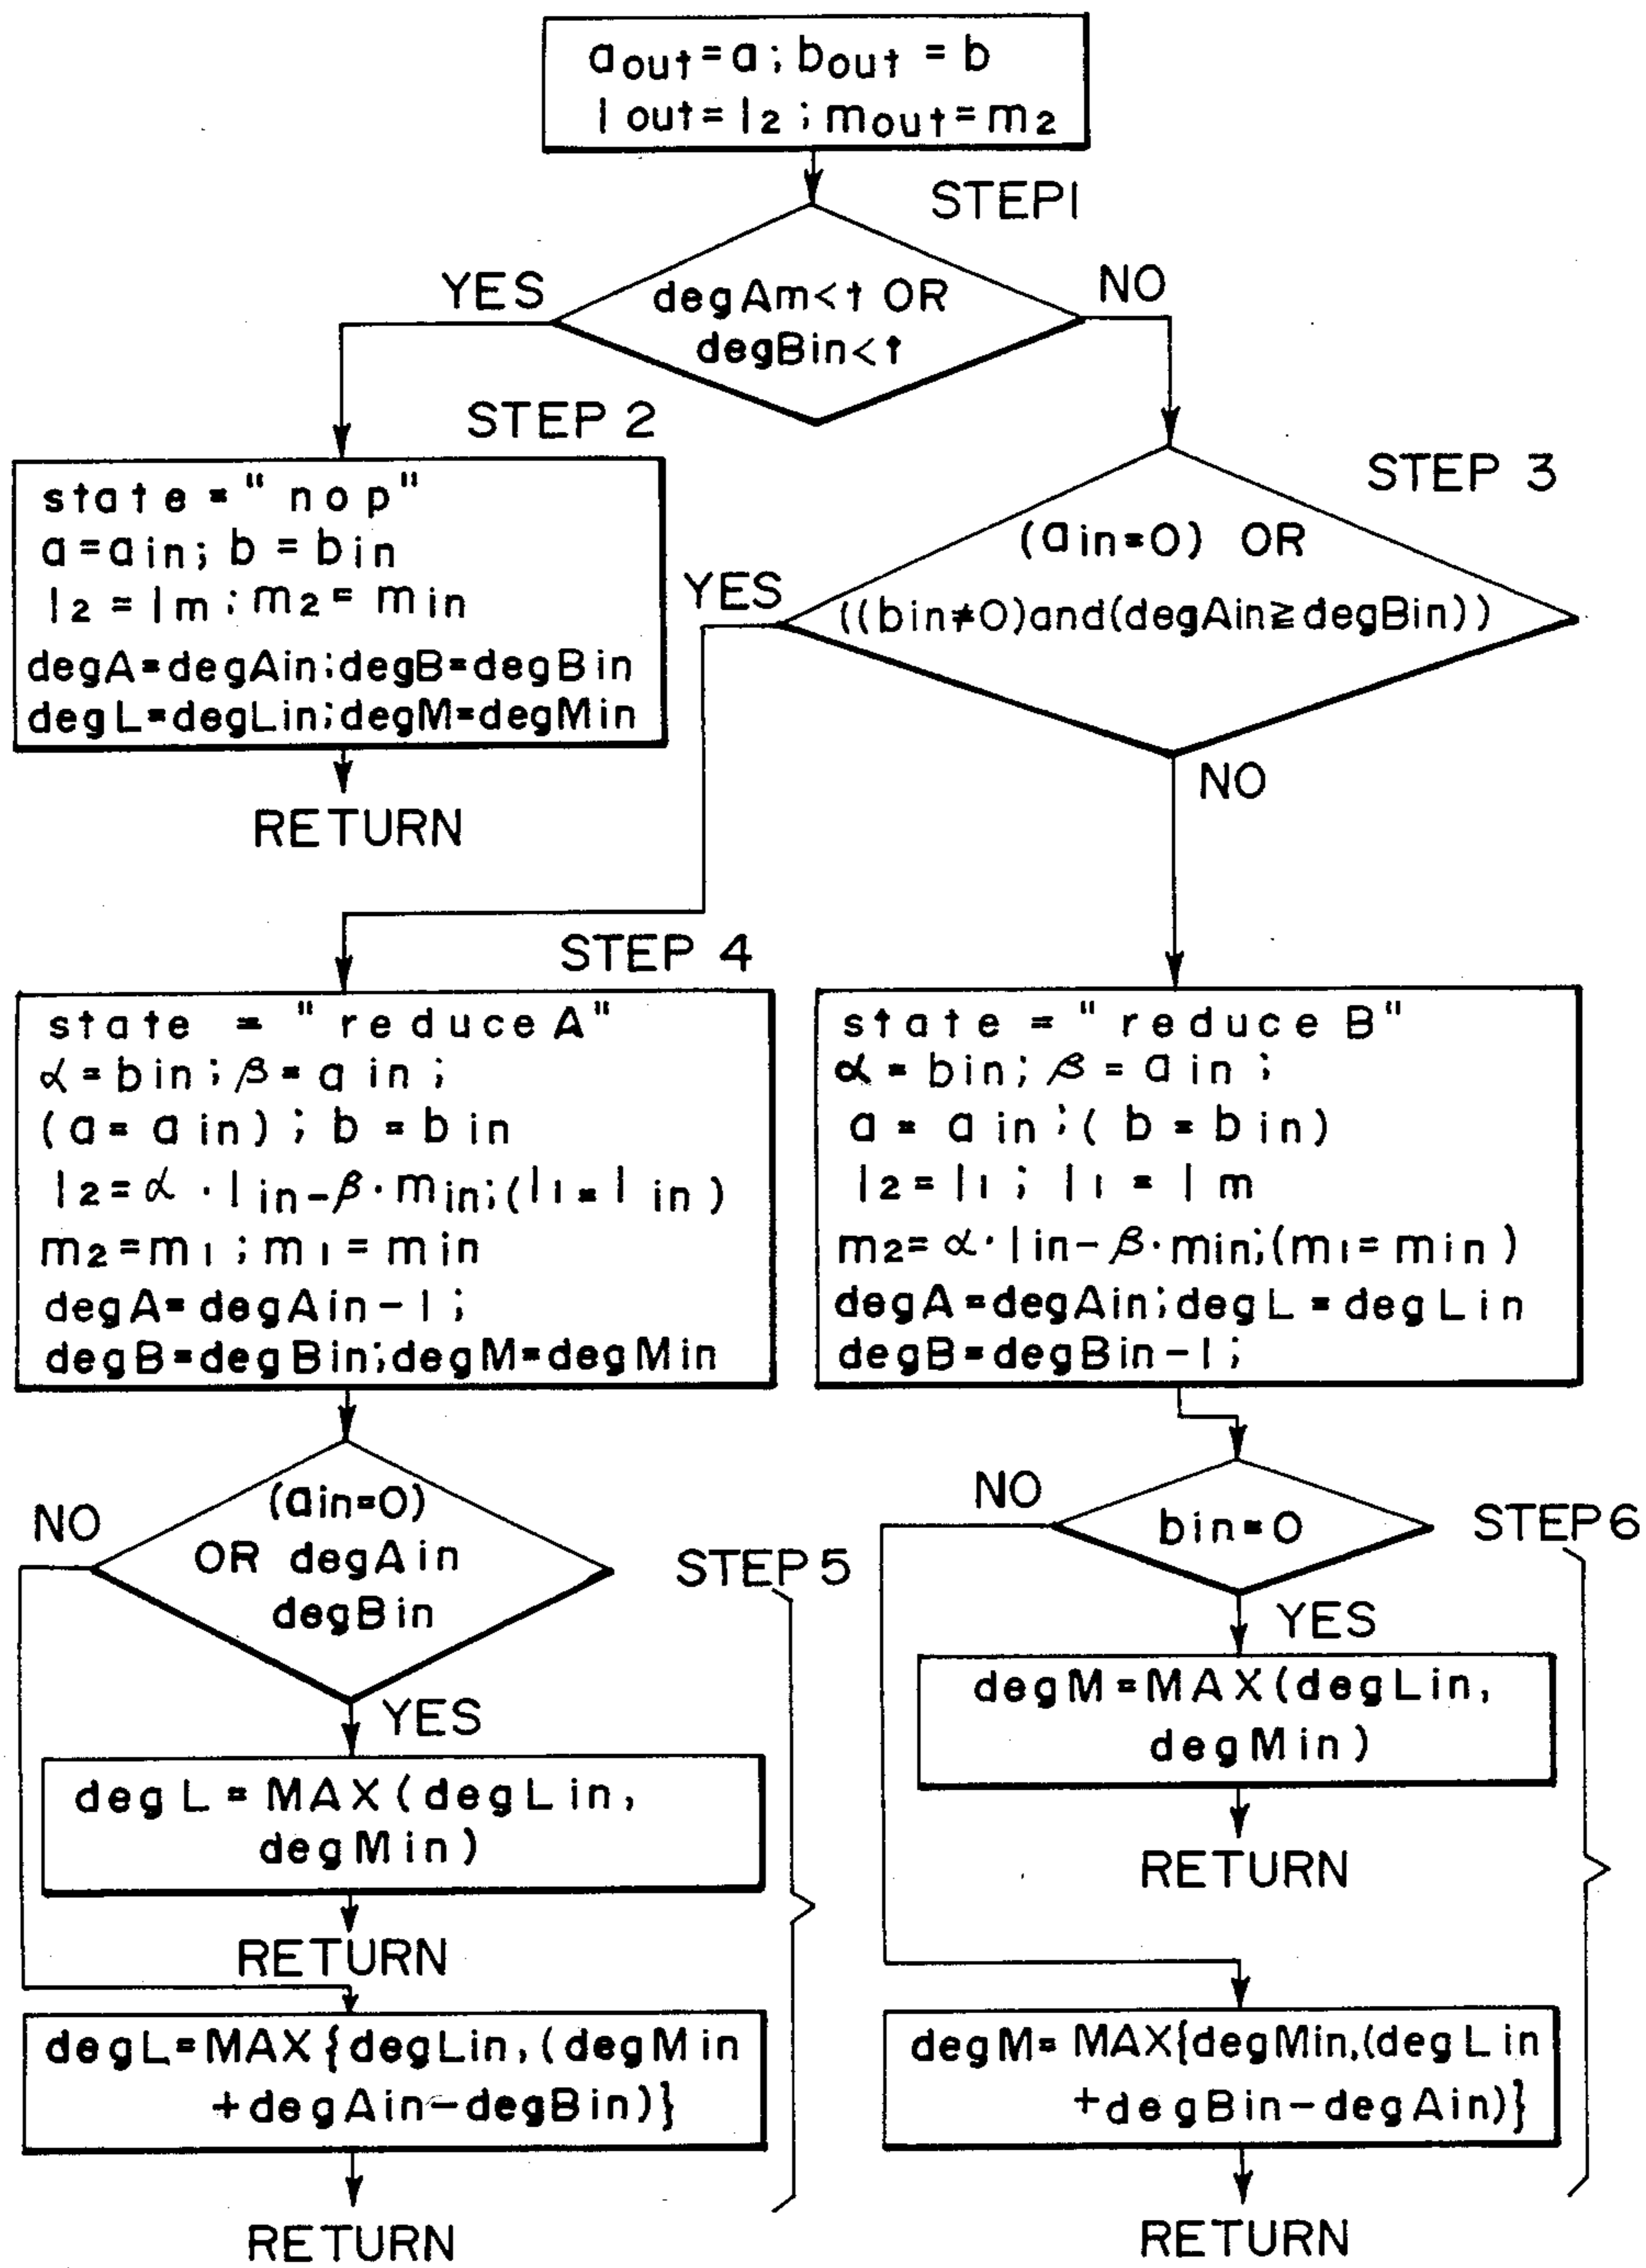 aout=a; bout = b
l out=l2; mout=m2
STEP1
YES
degAm<t OR
degBin<t
NO
STEP 2
state="nop"
a=ain; b=bin
l2=lm; m2=min
degA=degAin;degB=degBin
degL=degLin;degM=degMin
RETURN
STEP 3
(ain=0) OR
((bin≠0)and(degAin≧degBin))
YES
NO
STEP 4
state = "reduce A"
α=bin; β=ain;
(a=ain); b=bin
l2=α·lin-β·min;(l1=lin)
m2=m1; m1=min
degA=degAin-1;
degB=degBin;degM=degMin
state = "reduce B"
α=bin; β=ain;
a=ain;(b=bin)
l2=l1; l1=lm
m2=α·lin-β·min;(m1=min)
degA=degAin;degL=degLin
degB=degBin-1;
NO
(ain=0)
OR degAin
degBin
STEP5
YES
degL=MAX(degLin,
degMin)
RETURN
degL=MAX{degLin,(degMin
+degAin-degBin)}
RETURN
NO
bin=0
STEP6
YES
degM=MAX(degLin,
degMin)
RETURN
degM=MAX{degMin,(degLin
+degBin-degAin)}
RETURN